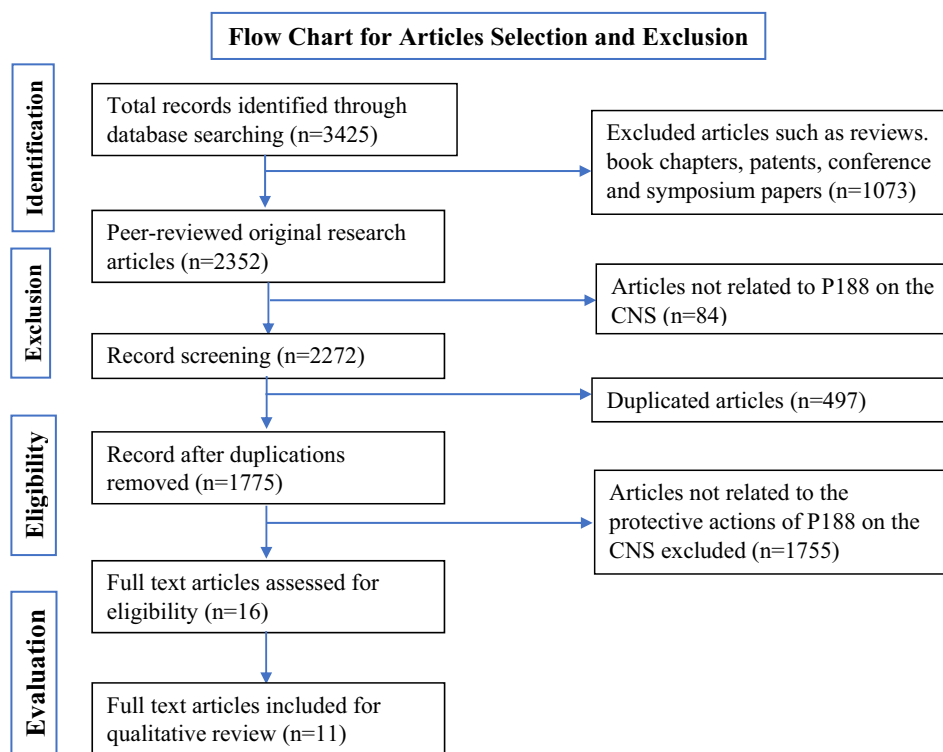 Flow Chart for Articles Selection and Exclusion
Identification
Total records identified through
database searching (n=3425)
Excluded articles such as reviews.
book chapters, patents, conference
and symposium papers (n=1073)
Peer-reviewed original research
articles (n=2352)
Exclusion
Articles not related to P188 on the
CNS (n=84)
Record screening (n=2272)
Duplicated articles (n=497)
Eligibility
Record after duplications
removed (n=1775)
Articles not related to the
protective actions of P188 on the
CNS excluded (n=1755)
Full text articles assessed for
eligibility (n=16)
Evaluation
Full text articles included for
qualitative review (n=11)